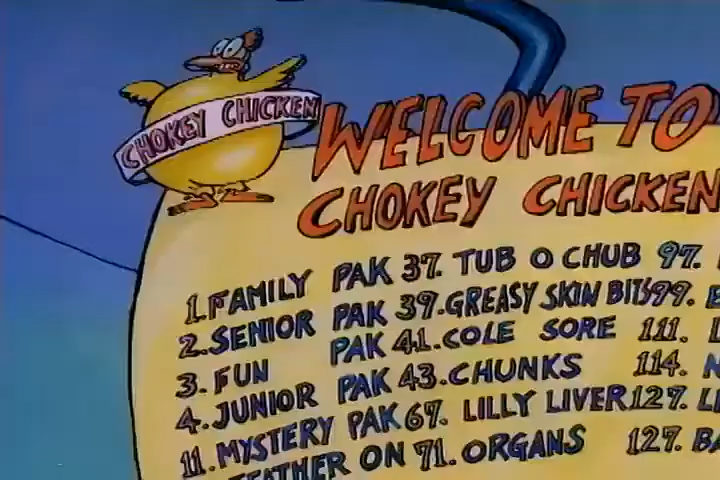 CHOKEY CHICKEN
WELCOME TO
CHOKEY CHICKEN
1. FAMILY PAK 37. TUB O CHUB 97.
2. SENIOR PAK 39. GREASY SKIN BITS 99.
3. FUN PAK 41. COLE SORE 111.
4. JUNIOR PAK 43. CHUNKS 114.
11. MYSTERY PAK 67. LILLY LIVER 127.
FEATHER ON 71. ORGANS 127.